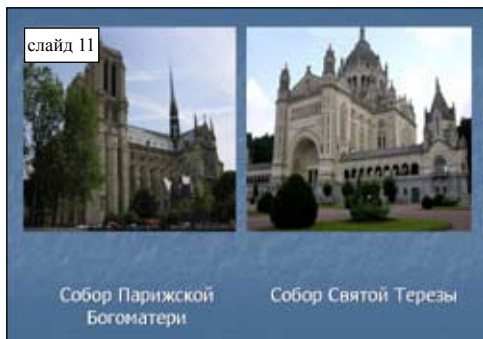 слайд 11
Собор Парижской
Богоматери
Собор Святой Терезы